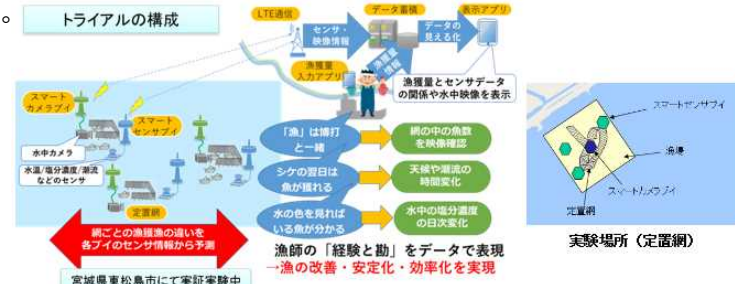 。
トライアルの構成
LTE通信
データ蓄積
表示アプリ
センサ・
映像情報
データの
見える化
漁獲量
入力アプリ
漁獲量
情報
漁獲量とセンサデータ
の関係や水中映像を表示
スマート
カメラブイ
スマート
センサブイ
水中カメラ
水温/塩分濃度/潮流
などのセンサ
定置網
「漁」は博打
と一緒
網の中の魚数
を映像確認
シケの翌日は
魚が獲れる
天候や潮流の
時間変化
水の色を見れば
いる魚が分かる
水中の塩分濃度
の日次変化
網ごとの漁獲漁の違いを
各ブイのセンサ情報から予測
漁師の「経験と勘」をデータで表現
→漁の改善・安定化・効率化を実現
宮城県東松島市にて実証実験中
スマートセンサブイ
漁場
スマートカメラブイ
定置網
実験場所（定置網）